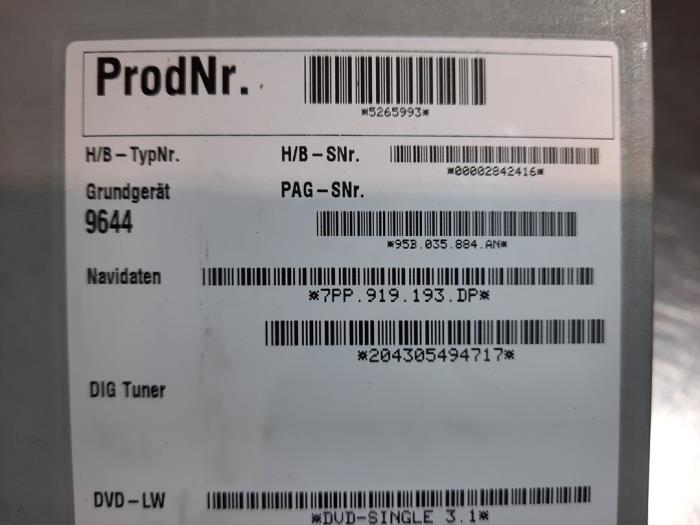 ProdNr.
*5265993*
H/B-TypNr. H/B-SNr.
*00002842416*
Grundgerät PAG-SNr.
9644
*95B.035.884.AN*
Navidaten
*7PP.919.193.DP*
*204305494717*
DIG Tuner
DVD-LW
*DVD-SINGLE 3.1*